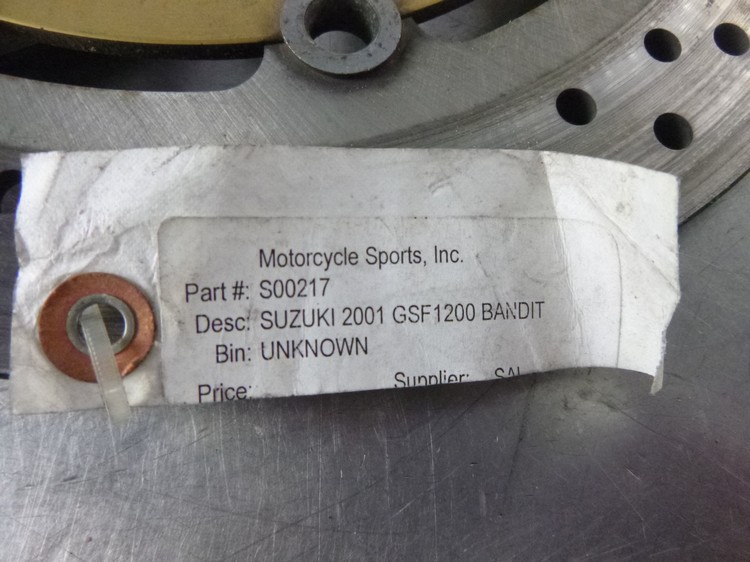 Motorcycle Sports, Inc.
Part #: S00217
Desc: SUZUKI 2001 GSF1200 BANDIT
Bin: UNKNOWN
Price: Supplier: